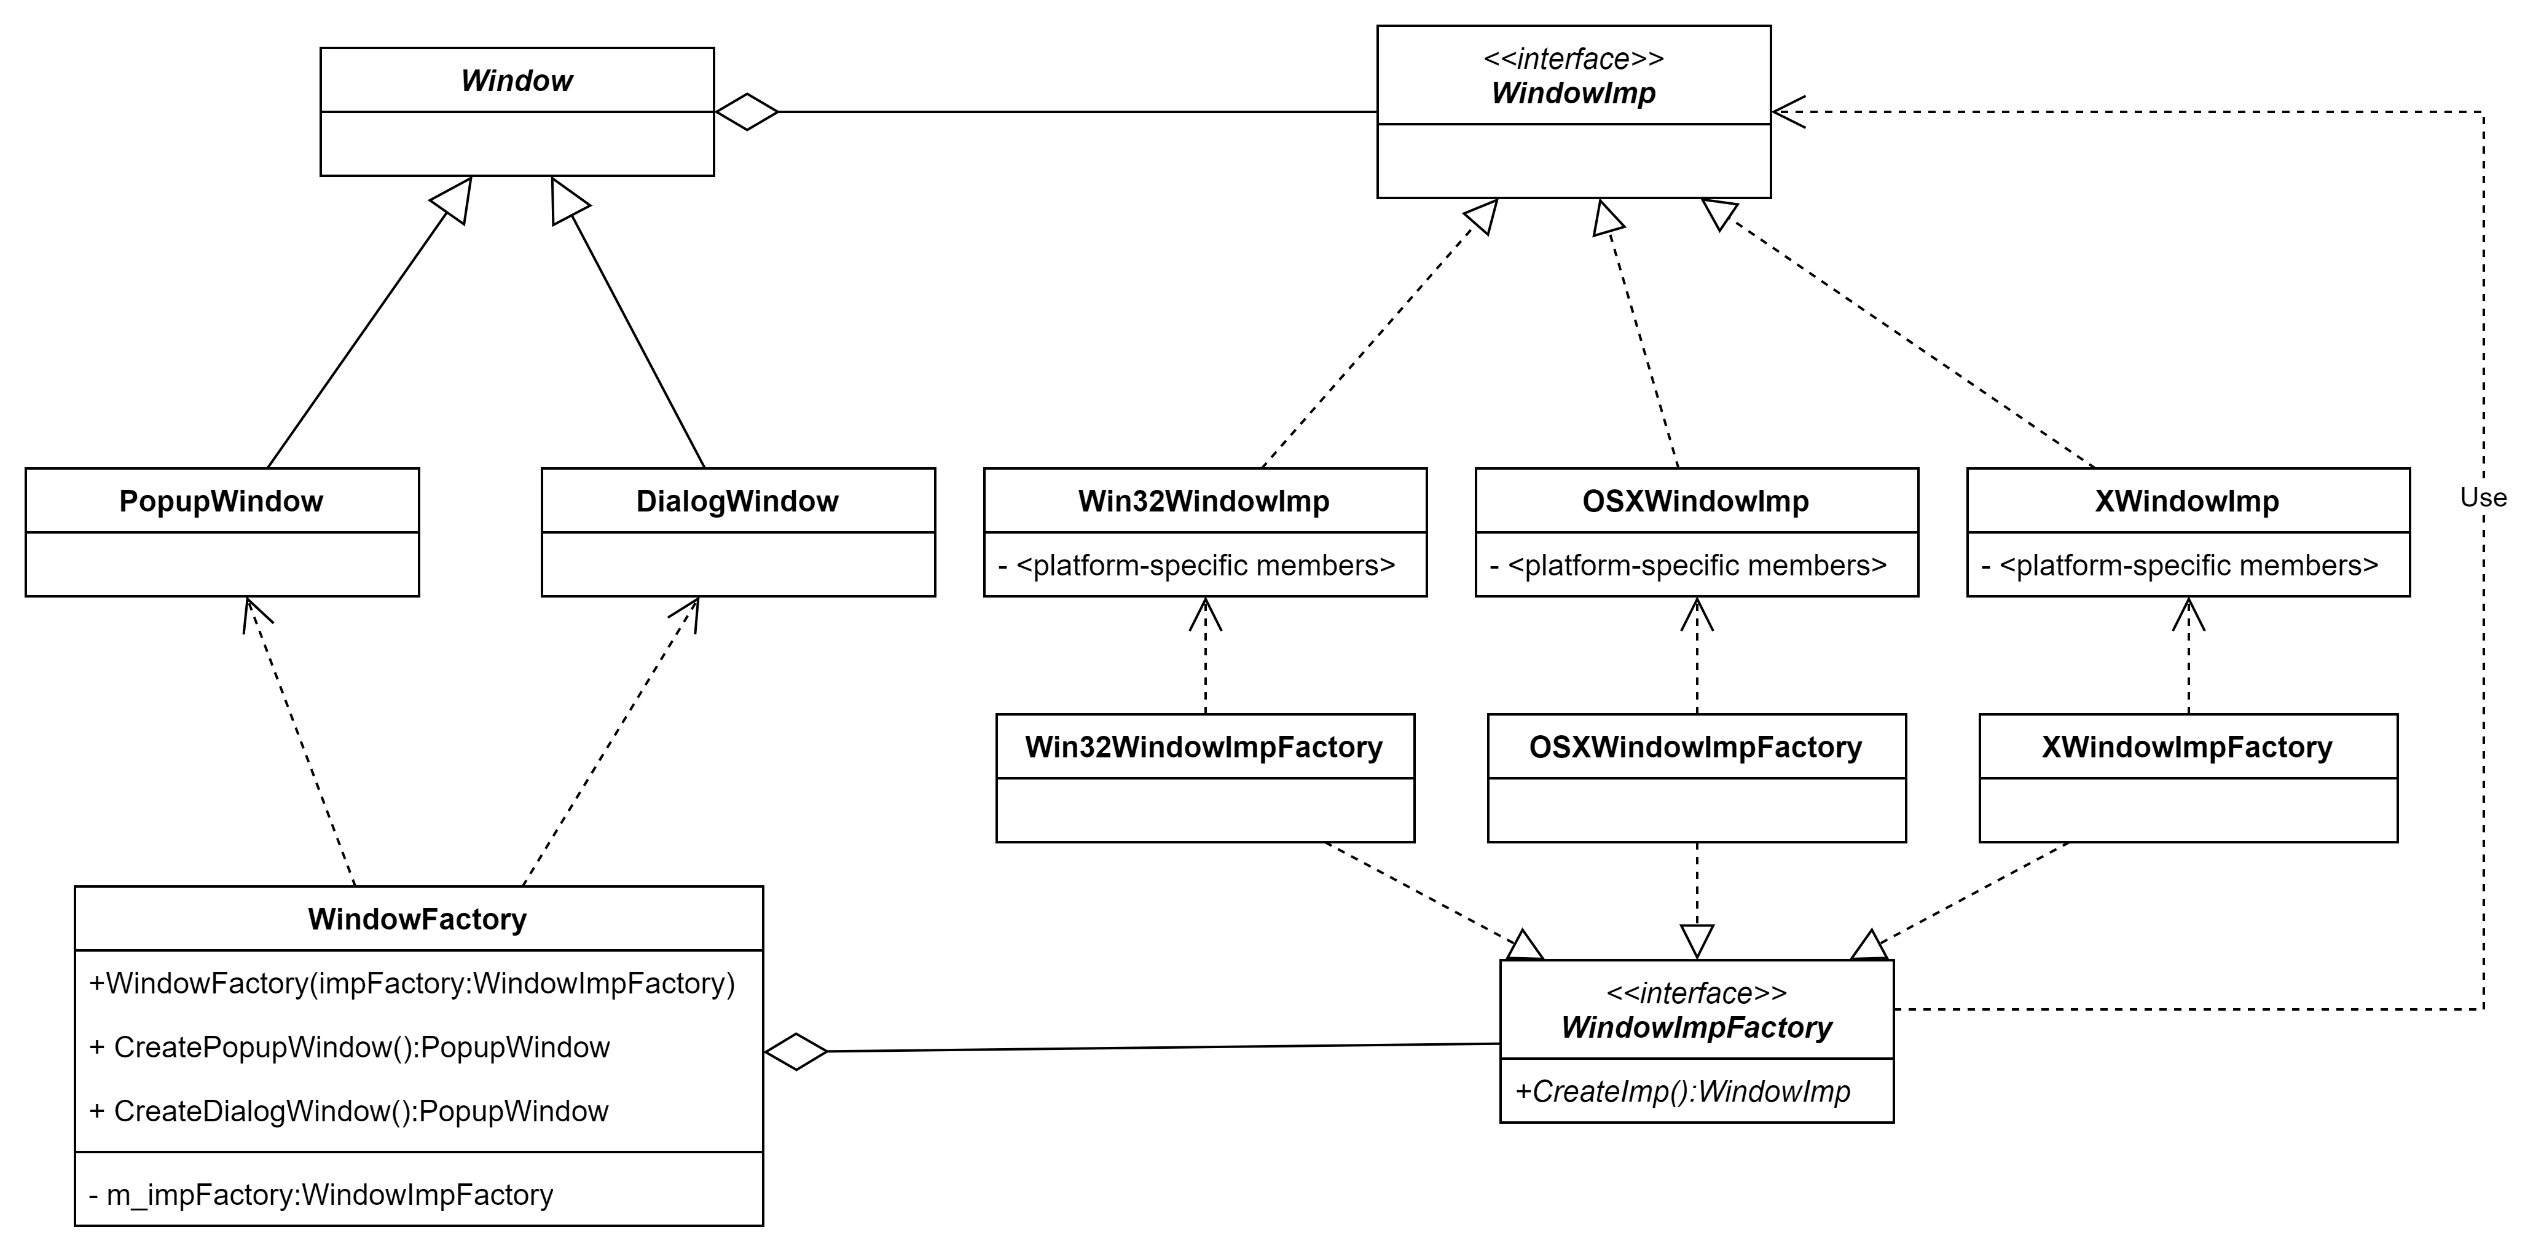 Window
<<interface>>
WindowImp
PopupWindow
DialogWindow
Win32WindowImp
- <platform-specific members>
OSXWindowImp
- <platform-specific members>
XWindowImp
- <platform-specific members>
Use
Win32WindowImpFactory
OSXWindowImpFactory
XWindowImpFactory
WindowFactory
+WindowFactory(impFactory:WindowImpFactory)
+ CreatePopupWindow():PopupWindow
+ CreateDialogWindow():PopupWindow
- m_impFactory:WindowImpFactory
<<interface>>
WindowImpFactory
+CreateImp():WindowImp